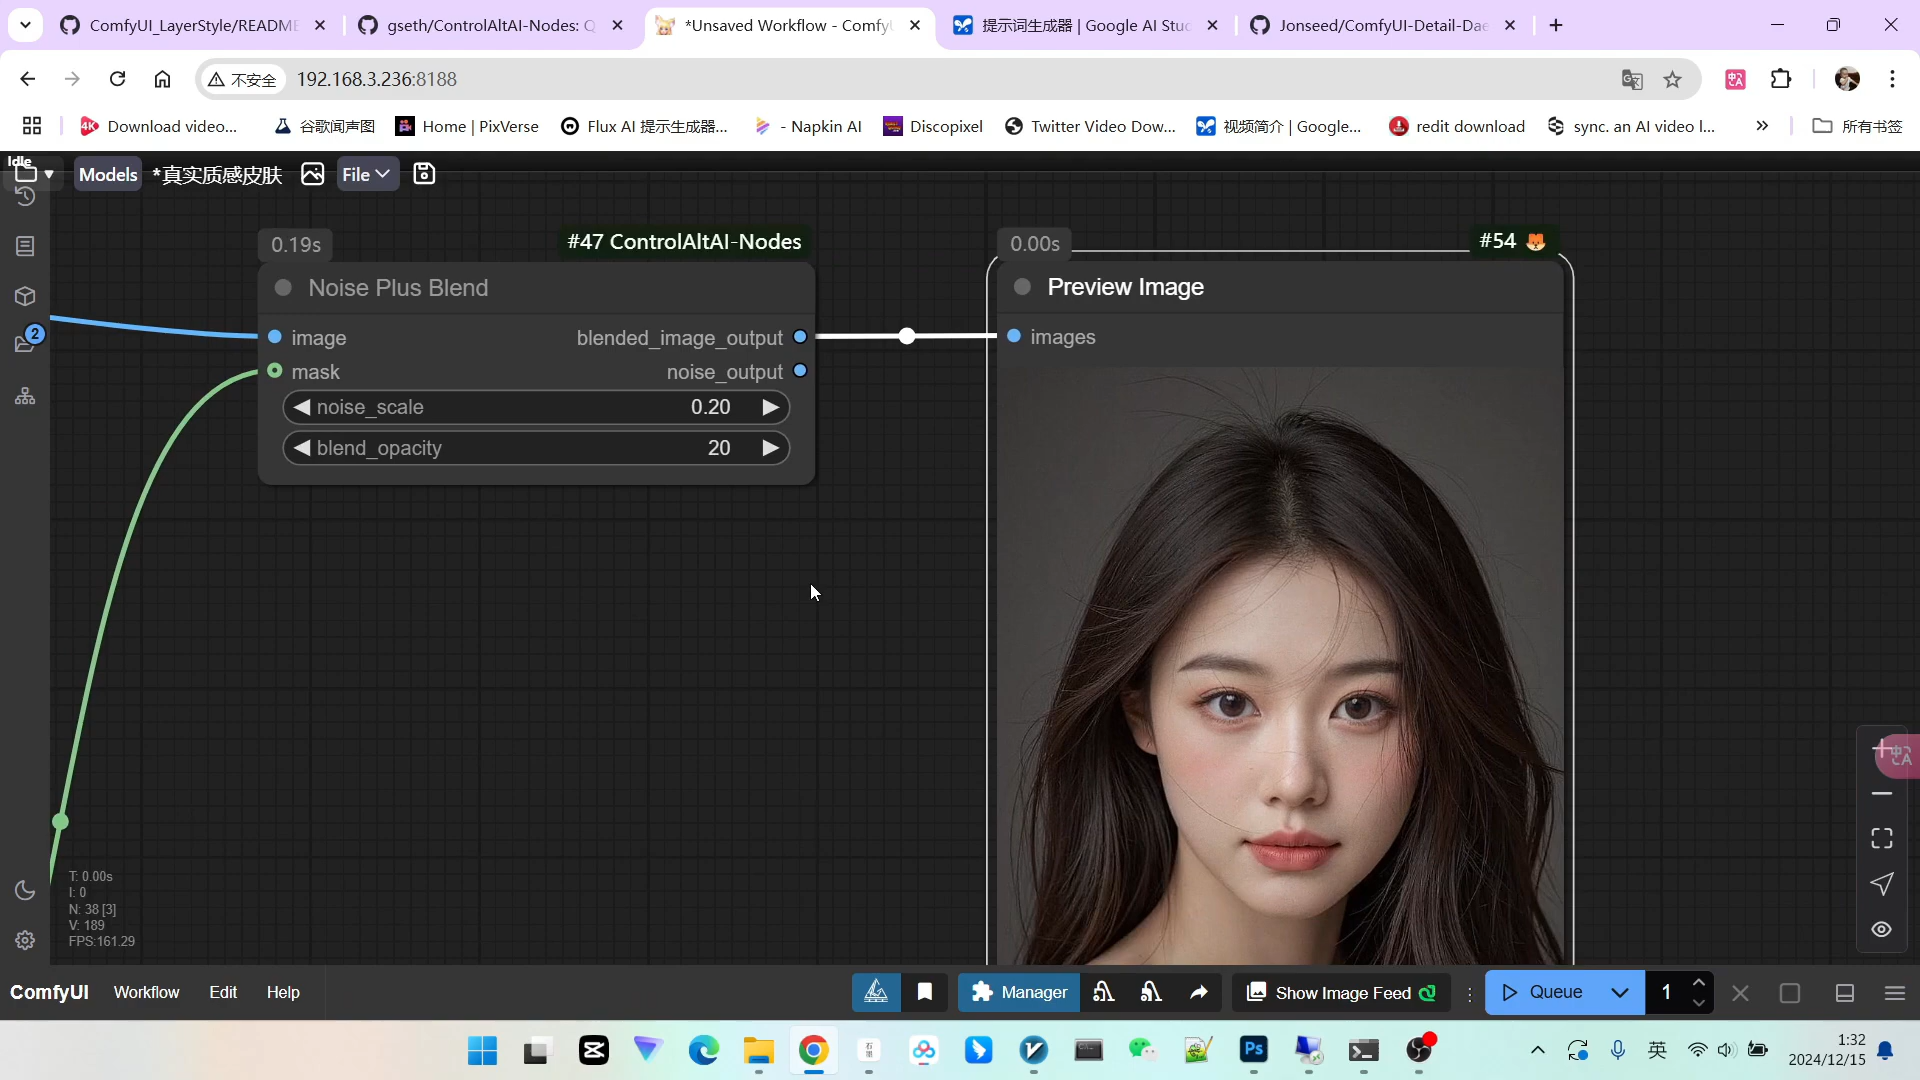 ComfyUI_LayerStyle/README
gseth/ControlAltAI-Nodes: Q
*Unsaved Workflow - Comfy
提示词生成器 | Google AI Stu
Jonseed/ComfyUI-Detail-Dae
不安全
192.168.3.236:8188
Download video...
谷歌闻声图
Home | PixVerse
Flux AI 提示生成器...
- Napkin AI
Discopixel
Twitter Video Dow...
视频简介 | Google...
redit download
sync. an AI video l...
所有书签
Idle
Models
*真实质感皮肤
File
0.19s
#47 ControlAltAI-Nodes
Noise Plus Blend
image
blended_image_output
mask
noise_output
noise_scale
0.20
blend_opacity
20
0.00s
#54
Preview Image
images
2
T: 0.00s
I: 0
N: 38 [3]
V: 189
FPS:161.29
ComfyUI
Workflow
Edit
Help
Manager
Show Image Feed
Queue
1
Ps
英
1:32
2024/12/15